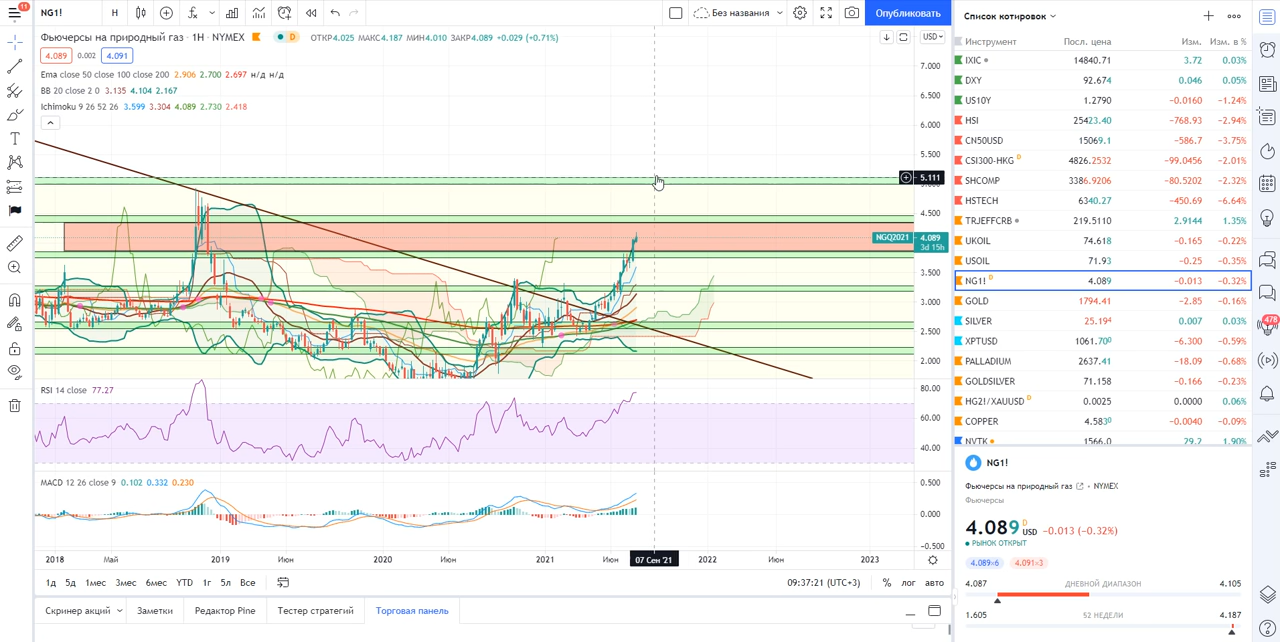 11
NG1!
Н
Без названия
Опубликовать
Фьючерсы на природный газ · 1Н · NYMEX
D
ОТКР4.025 МАКС4.187 МИН4.010 ЗАКР4.089 +0.029 (+0.71%)
USD
4.089 0.002 4.091
Ema close 50 close 100 close 200 2.906 2.700 2.697 н/д н/д
BB 20 close 2 0 3.135 4.104 2.167
Ichimoku 9 26 52 26 3.599 3.304 4.089 2.730 2.418
7.000
6.500
6.000
5.500
5.111
4.500
NGQ2021 4.089
3d 15h
3.500
3.000
2.500
2.000
RSI 14 close 77.27
80.00
60.00
40.00
MACD 12 26 close 9 0.102 0.332 0.230
0.500
0.000
-0.500
2018 Май 2019 Июн 2020 Июн 2021 Июн 07 Сен '21 2022 Июн 2023
1д 5д 1мес 3мес 6мес YTD 1г 5л Все
09:37:21 (UTC+3) % лог авто
Скринер акций Заметки Редактор Pine Тестер стратегий Торговая панель
Список котировок
Инструмент Посл. цена Изм. Изм. в %
IXIC 14840.71 3.72 0.03%
DXY 92.674 0.046 0.05%
US10Y 1.2790 −0.0160 −1.24%
HSI 25423.40 −768.93 −2.94%
CN50USD 15069.1 −586.7 −3.75%
CSI300-HKG D 4826.2532 −99.0456 −2.01%
SHCOMP 3386.9206 −80.5202 −2.32%
HSTECH 6340.27 −450.69 −6.64%
TRJEFFCRB 219.5110 2.9144 1.35%
UKOIL 74.618 −0.165 −0.22%
USOIL 71.93 −0.25 −0.35%
NG1! D 4.089 −0.013 −0.32%
GOLD 1794.41 −2.85 −0.16%
SILVER 25.194 0.007 0.03%
XPTUSD 1061.700 −6.300 −0.59%
PALLADIUM 2637.41 −18.09 −0.68%
GOLDSILVER 71.158 −0.166 −0.23%
HG2!/XAUUSD D 0.0025 0.0000 0.06%
COPPER 4.5830 −0.0040 −0.09%
NVTK 1566.0 29.2 1.90%
NG1!
Фьючерсы на природный газ · NYMEX
Фьючерсы
4.089 D USD −0.013 (−0.32%)
РЫНОК ОТКРЫТ
4.089×6 4.091×3
4.087 ДНЕВНОЙ ДИАПАЗОН 4.105
1.605 52 НЕДЕЛИ 4.187
478